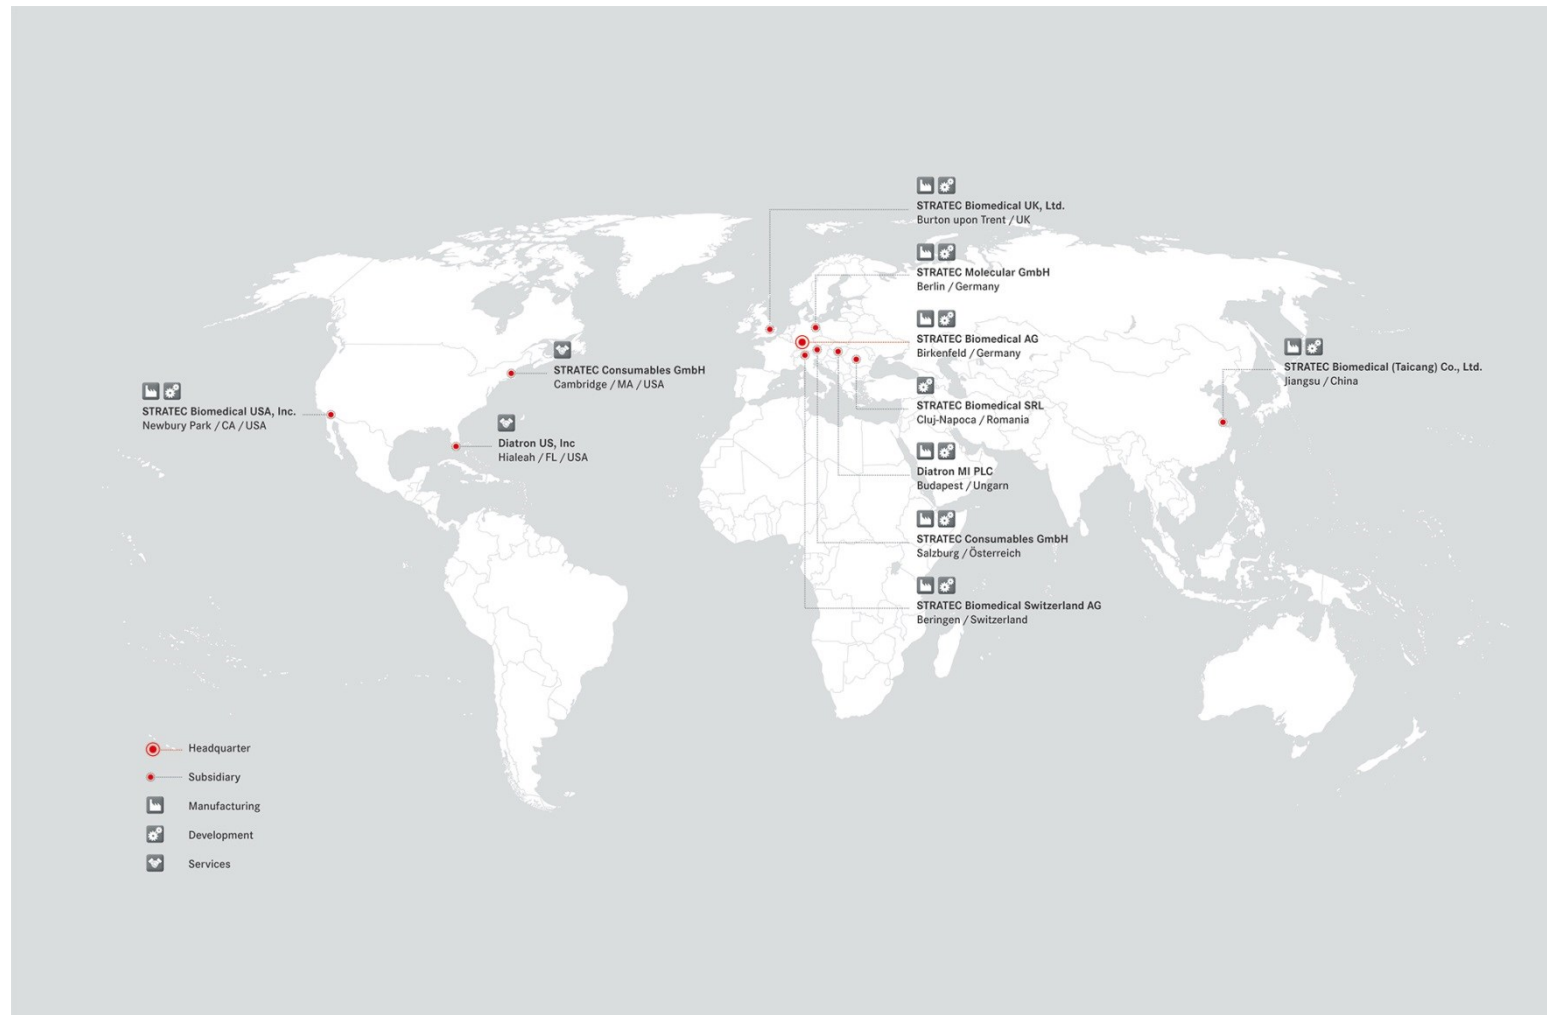 STRATEC Biomedical UK, Ltd.
Burton upon Trent / UK
STRATEC Molecular GmbH
Berlin / Germany
STRATEC Biomedical AG
Birkenfeld / Germany
STRATEC Biomedical (Taicang) Co., Ltd.
Jiangsu / China
STRATEC Consumables GmbH
Cambridge / MA / USA
STRATEC Biomedical USA, Inc.
Newbury Park / CA / USA
STRATEC Biomedical SRL
Cluj-Napoca / Romania
Diatron US, Inc
Hialeah / FL / USA
Diatron MI PLC
Budapest / Ungarn
STRATEC Consumables GmbH
Salzburg / Österreich
STRATEC Biomedical Switzerland AG
Beringen / Switzerland
Headquarter
Subsidiary
Manufacturing
Development
Services